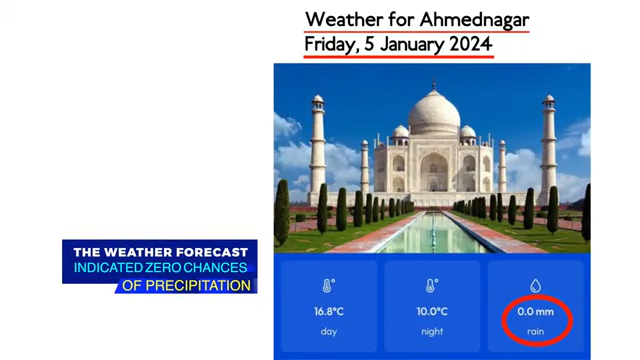 Weather for Ahmednagar
Friday, 5 January 2024
THE WEATHER FORECAST
INDICATED ZERO CHANCES
OF PRECIPITATION
16.8°C
day
10.0°C
night
0.0 mm
rain